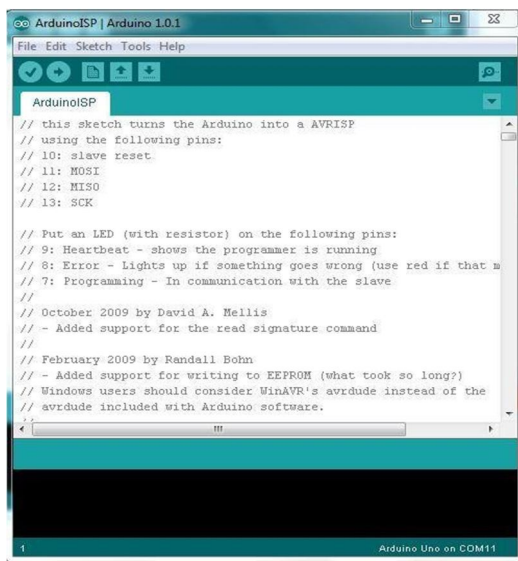 ArduinoISP | Arduino 1.0.1
File Edit Sketch Tools Help
ArduinoISP
// this sketch turns the Arduino into a AVRISP
// using the following pins:
// 10: slave reset
// 11: MOSI
// 12: MISO
// 13: SCK
// Put an LED (with resistor) on the following pins:
// 9: Heartbeat - shows the programmer is running
// 8: Error - Lights up if something goes wrong (use red if that m
// 7: Programming - In communication with the slave
//
// October 2009 by David A. Mellis
// - Added support for the read signature command
//
// February 2009 by Randall Bohn
// - Added support for writing to EEPROM (what took so long?)
// Windows users should consider WinAVR's avrdude instead of the
// avrdude included with Arduino software.
//
1
Arduino Uno on COM11